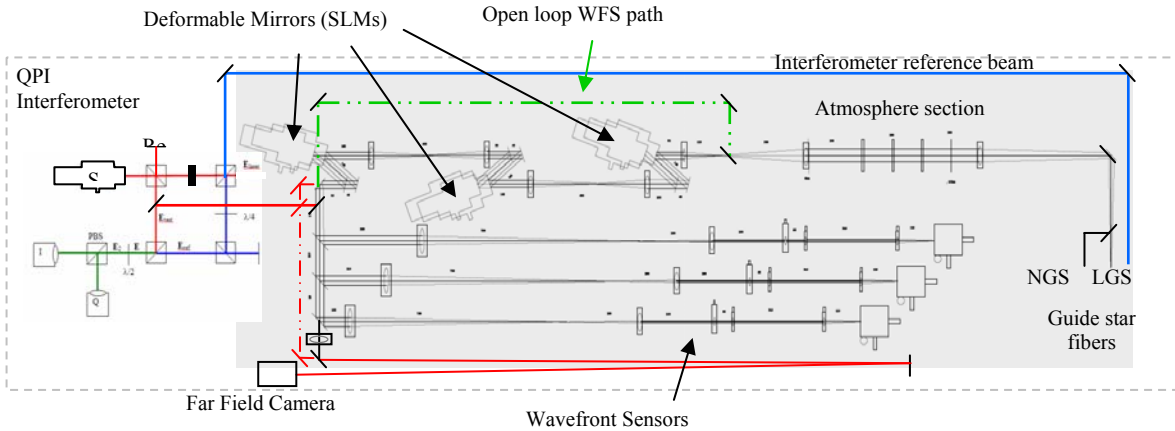 Deformable Mirrors (SLMs)
Open loop WFS path
QPI
Interferometer
Interferometer reference beam
Atmosphere section
S
PBS
λ/4
λ/2
I
Q
NGS
LGS
Guide star
fibers
Far Field Camera
Wavefront Sensors